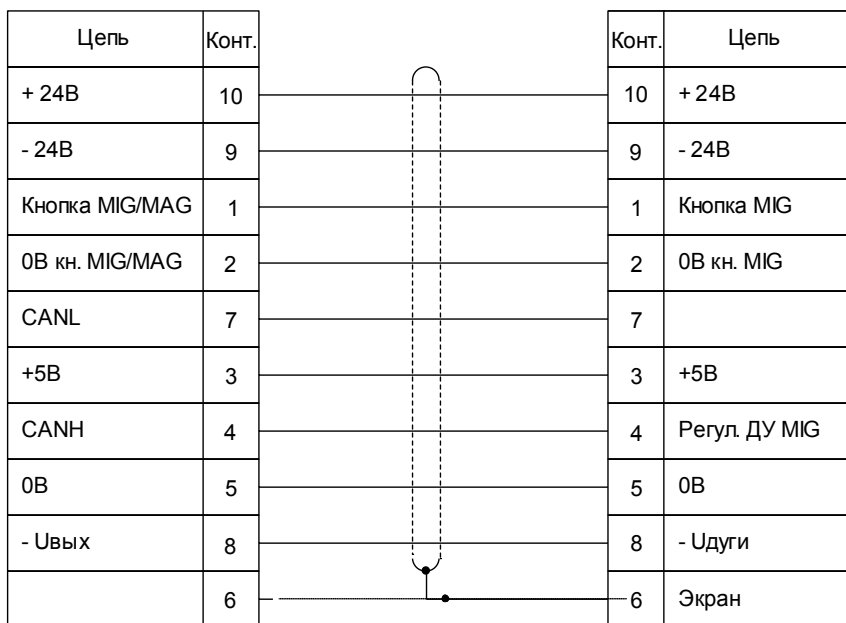 Цепь Конт. Конт. Цепь
+ 24В 10 10 + 24В
- 24В 9 9 - 24В
Кнопка MIG/MAG 1 1 Кнопка MIG
0В кн. MIG/MAG 2 2 0В кн. MIG
CANL 7 7
+5В 3 3 +5В
CANH 4 4 Регул. ДУ MIG
0В 5 5 0В
- Uвых 8 8 - Uдуги
6 6 Экран